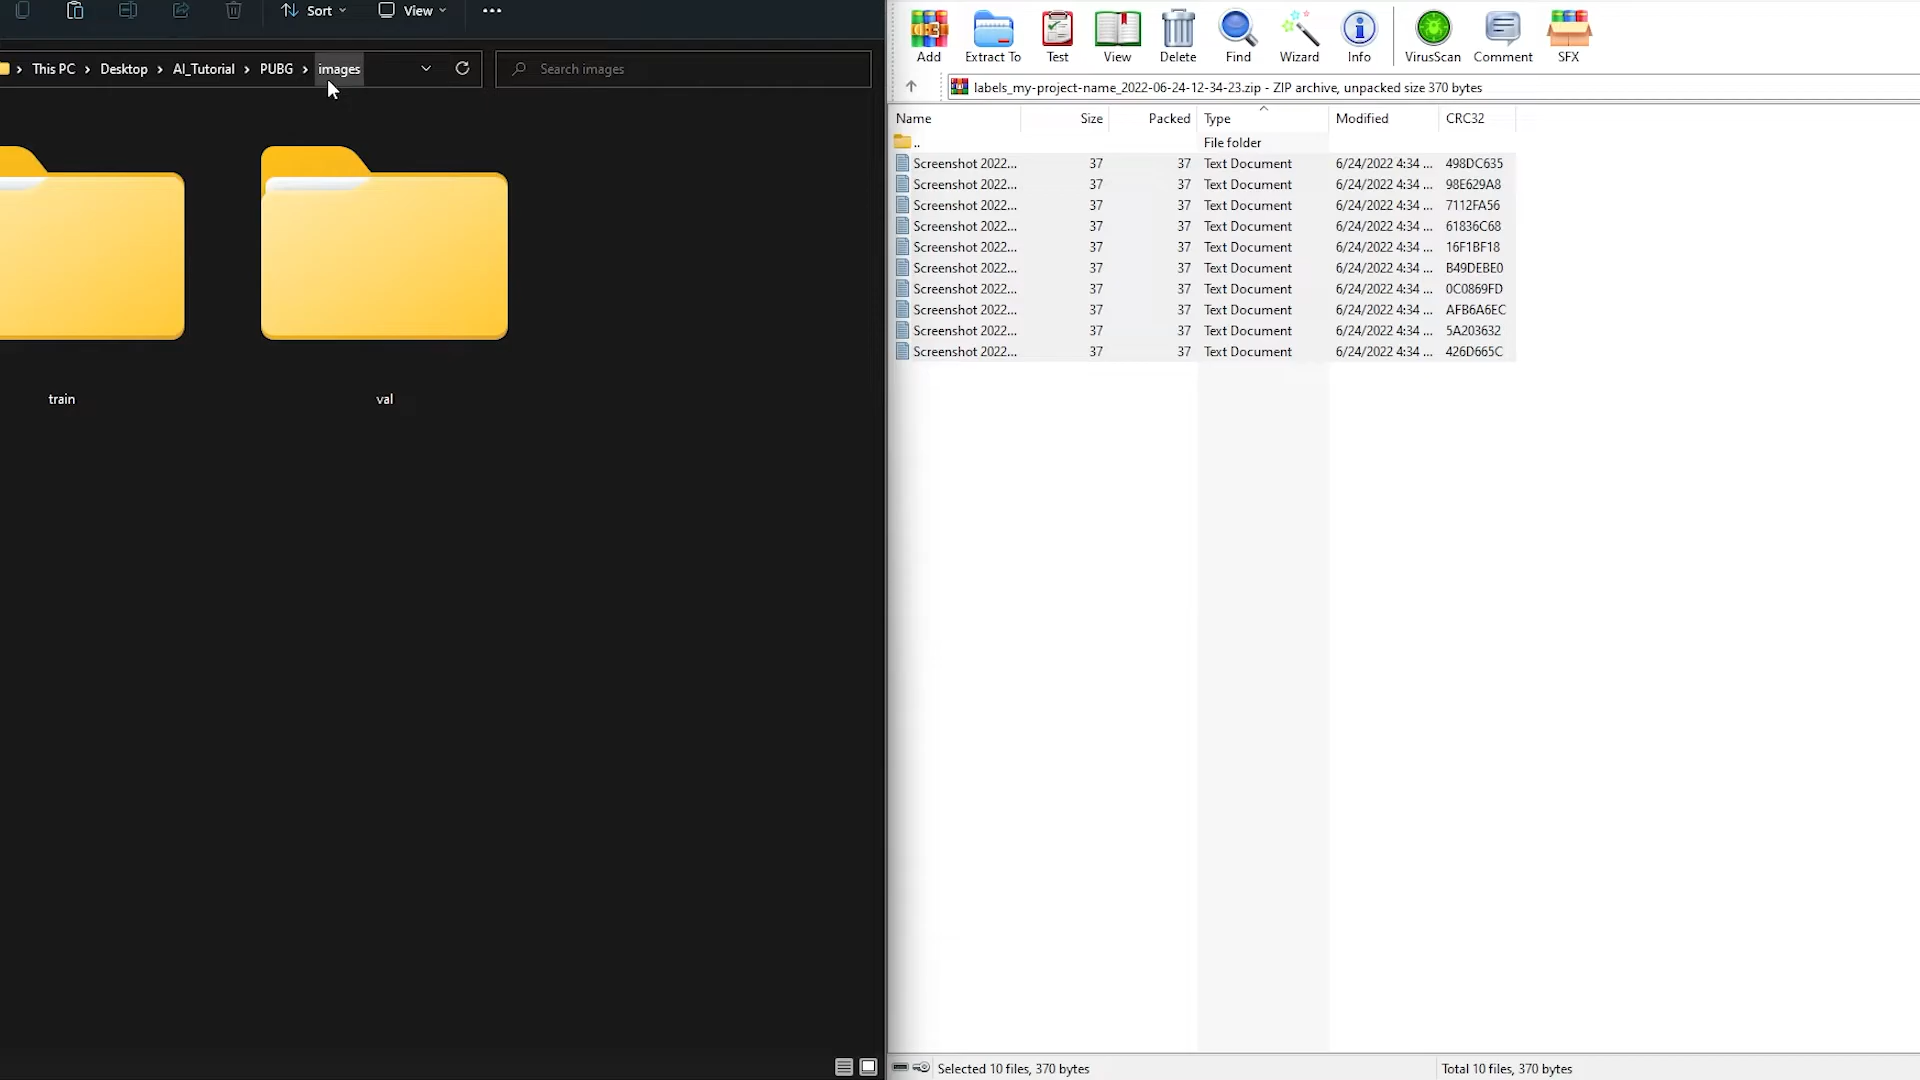 Sort View
This PC Desktop AI_Tutorial PUBG images Search images
train val
Add Extract To Test View Delete Find Wizard Info VirusScan Comment SFX
labels_my-project-name_2022-06-24-12-34-23.zip - ZIP archive, unpacked size 370 bytes
Name Size Packed Type Modified CRC32
.. File folder
Screenshot 2022... 37 37 Text Document 6/24/2022 4:34 ... 498DC635
Screenshot 2022... 37 37 Text Document 6/24/2022 4:34 ... 98E629A8
Screenshot 2022... 37 37 Text Document 6/24/2022 4:34 ... 7112FA56
Screenshot 2022... 37 37 Text Document 6/24/2022 4:34 ... 61836C68
Screenshot 2022... 37 37 Text Document 6/24/2022 4:34 ... 16F1BF18
Screenshot 2022... 37 37 Text Document 6/24/2022 4:34 ... B49DEBE0
Screenshot 2022... 37 37 Text Document 6/24/2022 4:34 ... 0C0869FD
Screenshot 2022... 37 37 Text Document 6/24/2022 4:34 ... AFB6A6EC
Screenshot 2022... 37 37 Text Document 6/24/2022 4:34 ... 5A203632
Screenshot 2022... 37 37 Text Document 6/24/2022 4:34 ... 426D665C
Selected 10 files, 370 bytes Total 10 files, 370 bytes